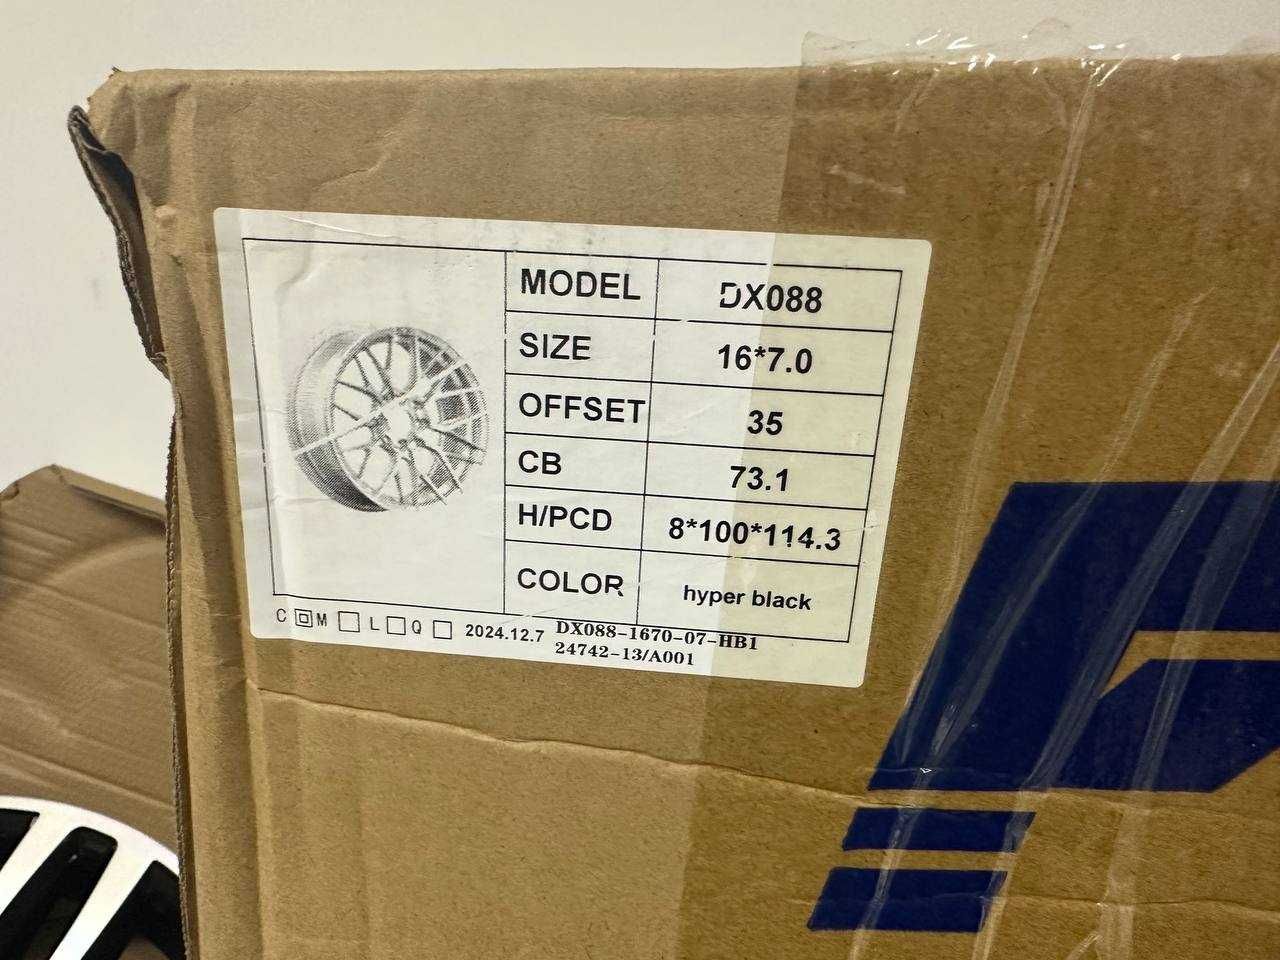 MODEL DX088
SIZE 16*7.0
OFFSET 35
CB 73.1
H/PCD 8*100*114.3
COLOR hyper black
C M L Q 2024.12.7 DX088-1670-07-HB1
24742-13/A001